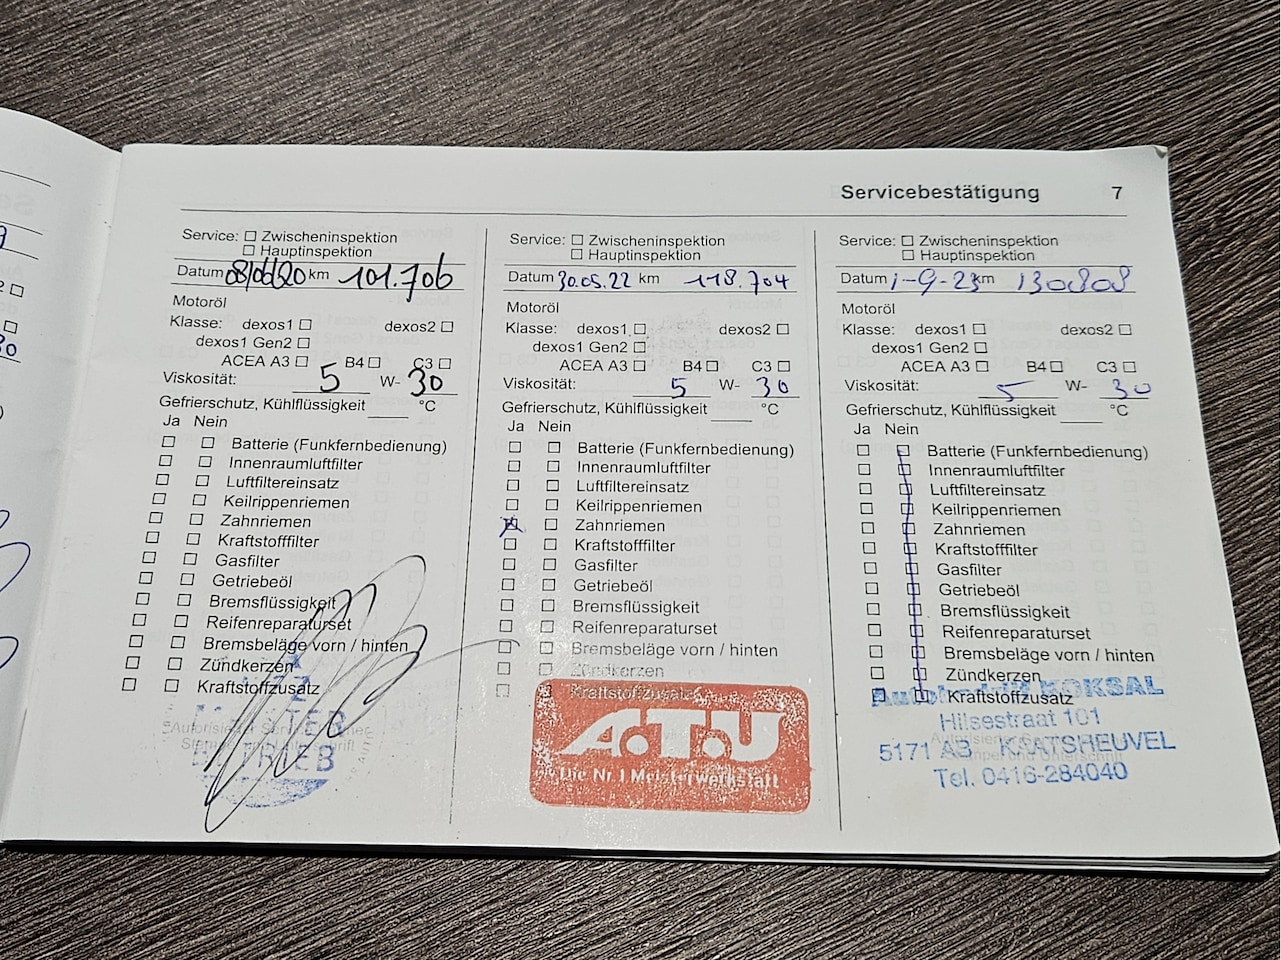 Servicebestätigung 7
Service: Zwischeninspektion
Hauptinspektion
Datum km 101.706
Motoröl
Klasse: dexos1 dexos2
dexos1 Gen2
ACEA A3 B4 C3
Viskosität: 5 W- 30
Gefrierschutz, Kühlflüssigkeit °C
Ja Nein
Batterie (Funkfernbedienung)
Innenraumluftfilter
Luftfiltereinsatz
Keilrippenriemen
Zahnriemen
Kraftstofffilter
Gasfilter
Getriebeöl
Bremsflüssigkeit
Reifenreparaturset
Bremsbeläge vorn / hinten
Zündkerzen
Kraftstoffzusatz
Service: Zwischeninspektion
Hauptinspektion
Datum 30.05.22 km 118.704
Motoröl
Klasse: dexos1 dexos2
dexos1 Gen2
ACEA A3 B4 C3
Viskosität: 5 W- 30
Gefrierschutz, Kühlflüssigkeit °C
Ja Nein
Batterie (Funkfernbedienung)
Innenraumluftfilter
Luftfiltereinsatz
Keilrippenriemen
Zahnriemen
Kraftstofffilter
Gasfilter
Getriebeöl
Bremsflüssigkeit
Reifenreparaturset
Bremsbeläge vorn / hinten
Zündkerzen
Kraftstoffzusatz
A.T.U
Die Nr. 1 Meisterwerkstatt
Service: Zwischeninspektion
Hauptinspektion
Datum 1-9-23 km 130808
Motoröl
Klasse: dexos1 dexos2
dexos1 Gen2
ACEA A3 B4 C3
Viskosität: 5 W- 30
Gefrierschutz, Kühlflüssigkeit °C
Ja Nein
Batterie (Funkfernbedienung)
Innenraumluftfilter
Luftfiltereinsatz
Keilrippenriemen
Zahnriemen
Kraftstofffilter
Gasfilter
Getriebeöl
Bremsflüssigkeit
Reifenreparaturset
Bremsbeläge vorn / hinten
Zündkerzen
Kraftstoffzusatz
KOKSAL
Hilsestraat 101
5171 AB KAATSHEUVEL
Tel. 0416-284040